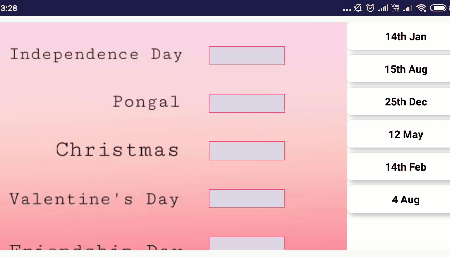 3:28
Independence Day
Pongal
Christmas
Valentine's Day
Friendship Day
14th Jan
15th Aug
25th Dec
12 May
14th Feb
4 Aug